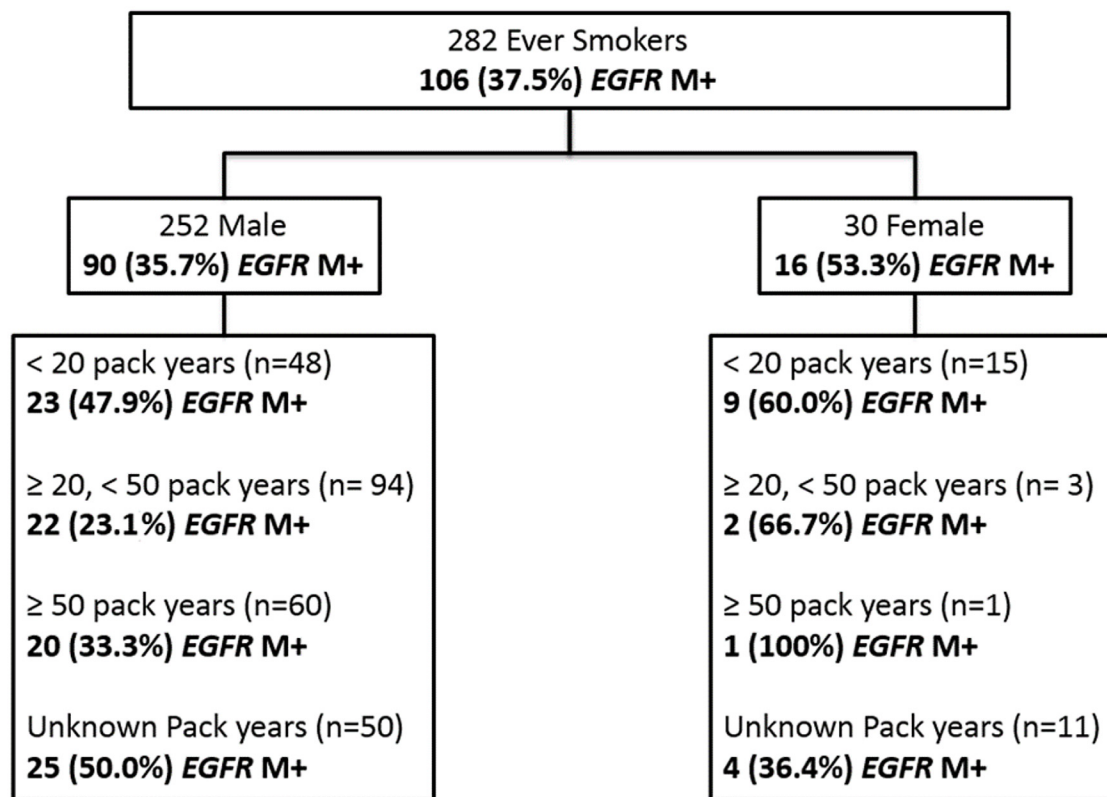 282 Ever Smokers
106 (37.5%) EGFR M+
252 Male
90 (35.7%) EGFR M+
30 Female
16 (53.3%) EGFR M+
< 20 pack years (n=48)
23 (47.9%) EGFR M+
≥ 20, < 50 pack years (n= 94)
22 (23.1%) EGFR M+
≥ 50 pack years (n=60)
20 (33.3%) EGFR M+
Unknown Pack years (n=50)
25 (50.0%) EGFR M+
< 20 pack years (n=15)
9 (60.0%) EGFR M+
≥ 20, < 50 pack years (n= 3)
2 (66.7%) EGFR M+
≥ 50 pack years (n=1)
1 (100%) EGFR M+
Unknown Pack years (n=11)
4 (36.4%) EGFR M+